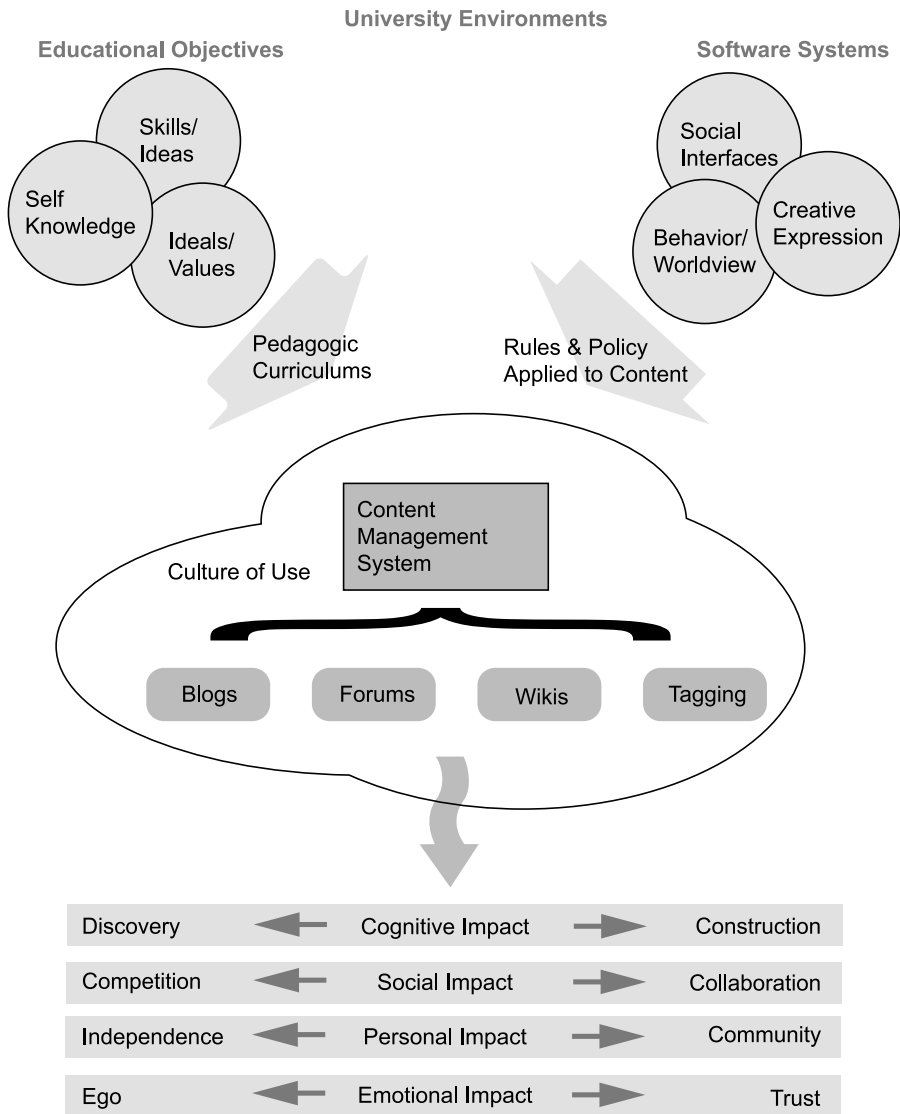 University Environments
Educational Objectives
Software Systems
Skills/
Ideas
Self
Knowledge
Ideals/
Values
Social
Interfaces
Creative
Expression
Behavior/
Worldview
Pedagogic
Curriculums
Rules & Policy
Applied to Content
Content
Management
System
Culture of Use
Blogs
Forums
Wikis
Tagging
Discovery
Cognitive Impact
Construction
Competition
Social Impact
Collaboration
Independence
Personal Impact
Community
Ego
Emotional Impact
Trust